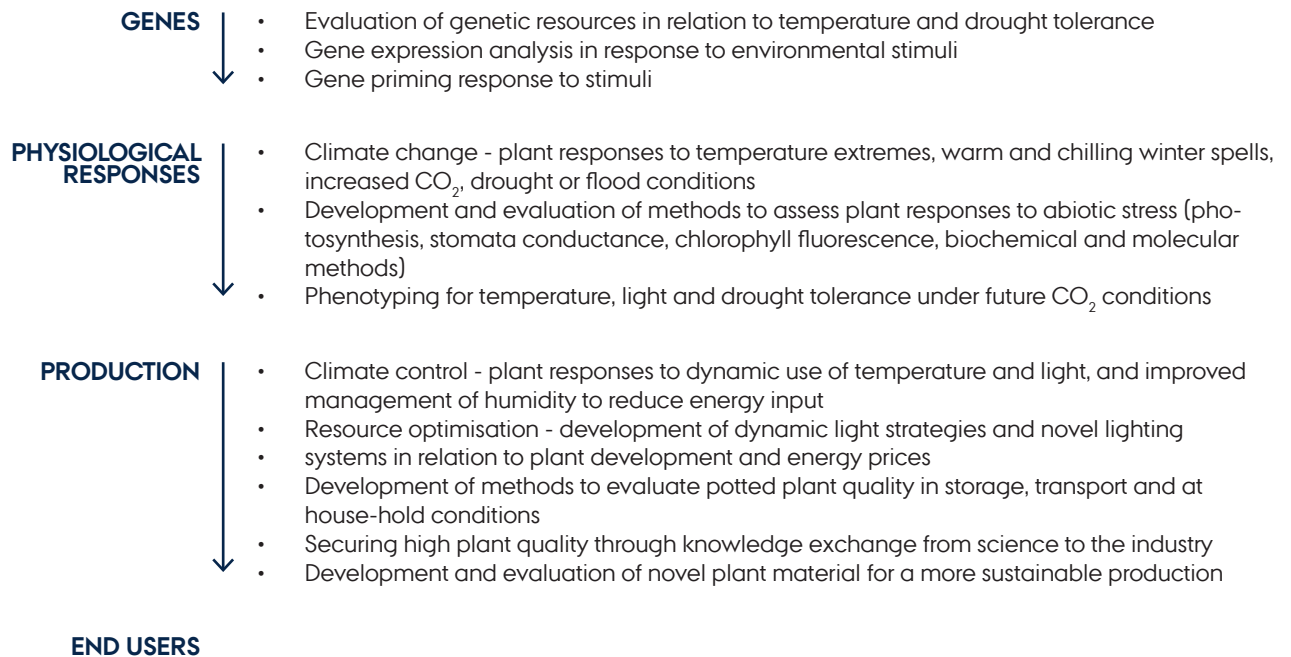 GENES
• Evaluation of genetic resources in relation to temperature and drought tolerance
• Gene expression analysis in response to environmental stimuli
• Gene priming response to stimuli
PHYSIOLOGICAL
RESPONSES
• Climate change - plant responses to temperature extremes, warm and chilling winter spells,
increased CO₂, drought or flood conditions
• Development and evaluation of methods to assess plant responses to abiotic stress (pho-
tosynthesis, stomata conductance, chlorophyll fluorescence, biochemical and molecular
methods)
• Phenotyping for temperature, light and drought tolerance under future CO₂ conditions
PRODUCTION
• Climate control - plant responses to dynamic use of temperature and light, and improved
management of humidity to reduce energy input
• Resource optimisation - development of dynamic light strategies and novel lighting
• systems in relation to plant development and energy prices
• Development of methods to evaluate potted plant quality in storage, transport and at
house-hold conditions
• Securing high plant quality through knowledge exchange from science to the industry
• Development and evaluation of novel plant material for a more sustainable production
END USERS